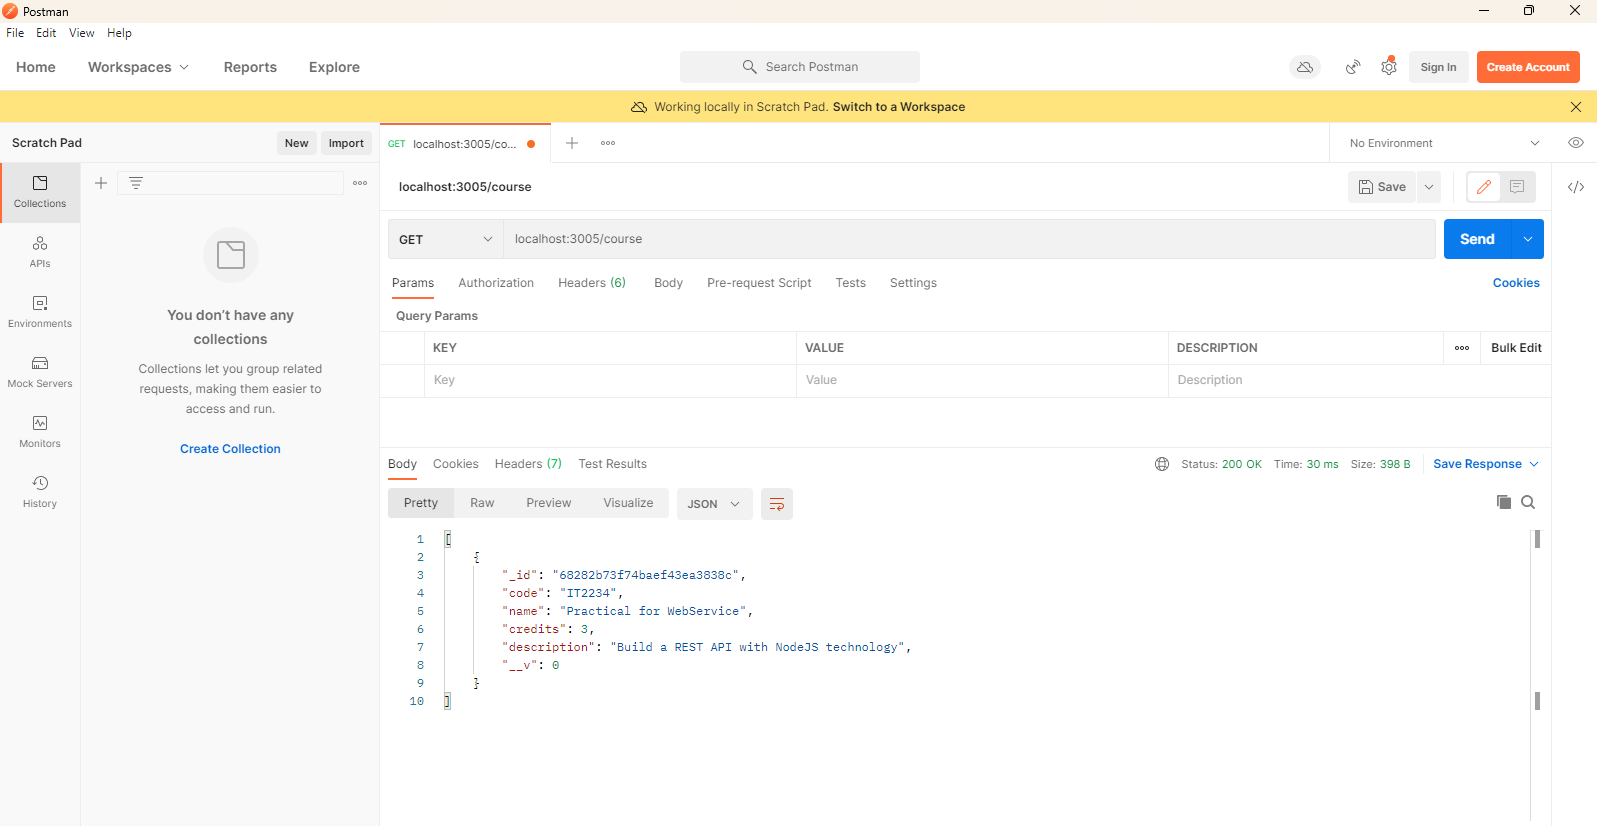 Postman
File Edit View Help
Home Workspaces Reports Explore Search Postman Sign In Create Account
Working locally in Scratch Pad. Switch to a Workspace
Scratch Pad New Import GET localhost:3005/co... No Environment
localhost:3005/course Save
Collections
GET localhost:3005/course Send
APIs
Params Authorization Headers (6) Body Pre-request Script Tests Settings Cookies
Query Params
Environments
You don't have any
collections
KEY VALUE DESCRIPTION Bulk Edit
Key Value Description
Collections let you group related
requests, making them easier to
access and run.
Mock Servers
Create Collection
Monitors
Body Cookies Headers (7) Test Results Status: 200 OK Time: 30 ms Size: 398 B Save Response
History
Pretty Raw Preview Visualize JSON
1 [
2 {
3 "_id": "68282b73f74baef43ea3838c",
4 "code": "IT2234",
5 "name": "Practical for WebService",
6 "credits": 3,
7 "description": "Build a REST API with NodeJS technology",
8 "__v": 0
9 }
10 ]